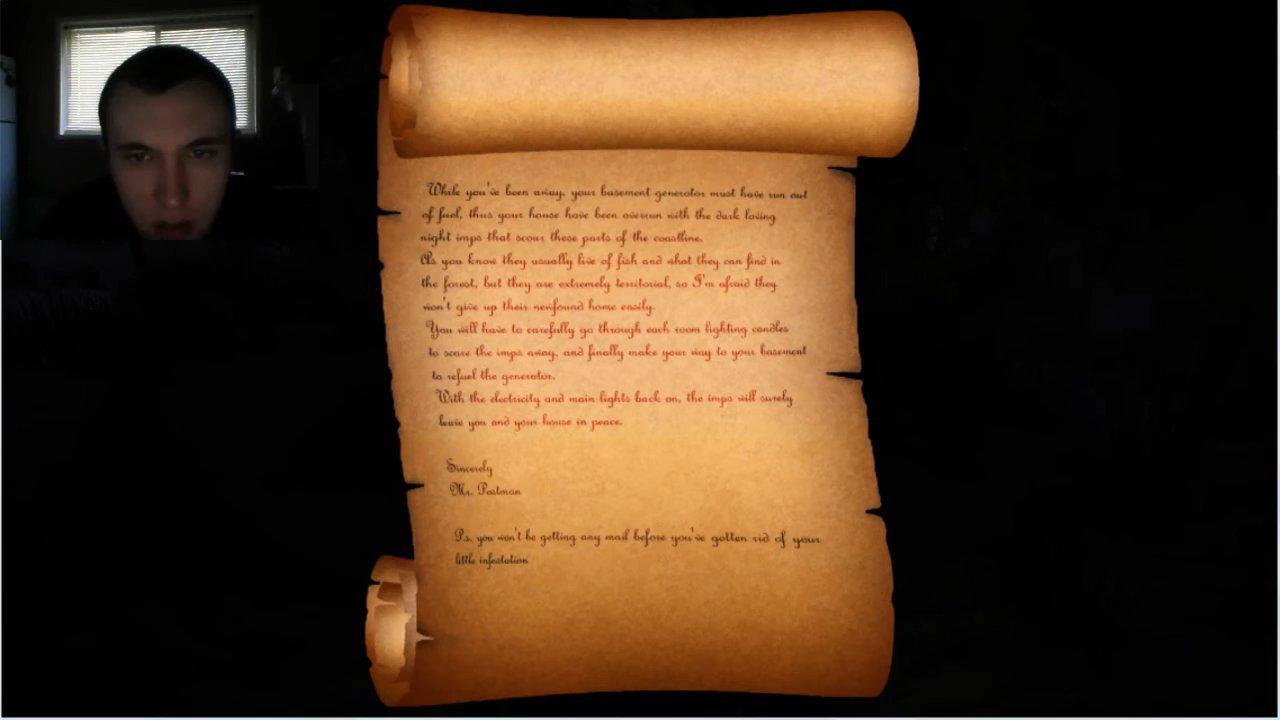 While you've been away, your basement generator must have run out
of fuel, thus your house have been overrun with the dark loving
night imps that scour these parts of the coastline.
As you know they usually live of fish and what they can find in
the forest, but they are extremely territorial, so I'm afraid they
won't give up their newfound home easily.
You will have to carefully go through each room lighting candles
to scare the imps away, and finally make your way to your basement
to refuel the generator.
With the electricity and main lights back on, the imps will surely
leave you and your house in peace.
Sincerely
Mr. Postman
P.s. you won't be getting any mail before you've gotten rid of your
little infestation